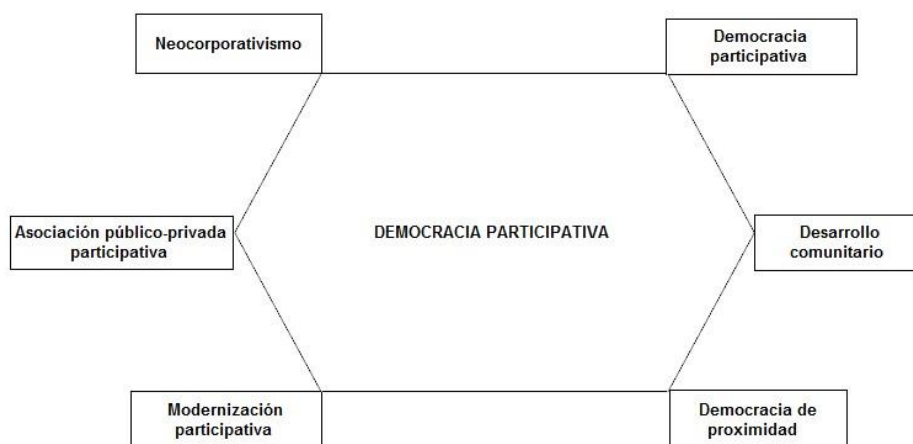 Neocorporativismo
Democracia
participativa
Asociación público-privada
participativa
DEMOCRACIA PARTICIPATIVA
Desarrollo
comunitario
Modernización
participativa
Democracia de
proximidad